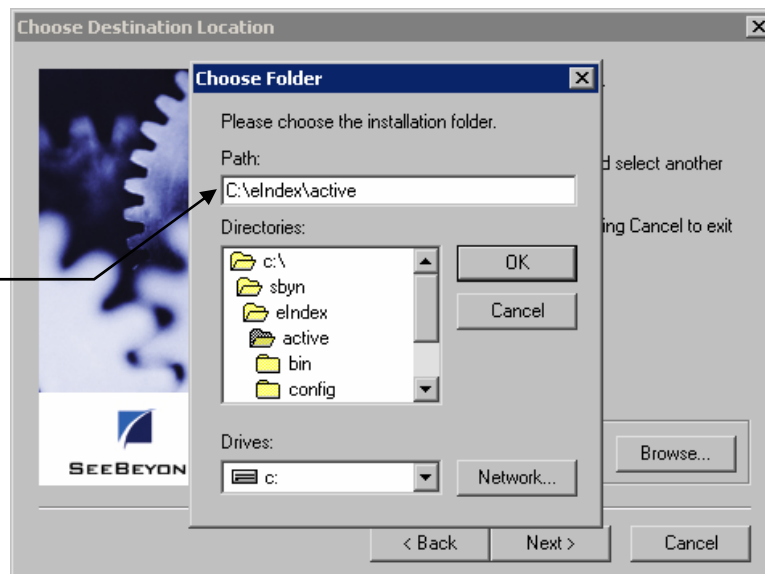 Choose Destination Location
Choose Folder
Please choose the installation folder.
Path:
d select another
C:\eIndex\active
Directories:
ing Cancel to exit
c:\
OK
sbyn
eIndex
Cancel
active
bin
config
Drives:
Browse...
SEEBEYON
c:
Network...
< Back
Next >
Cancel